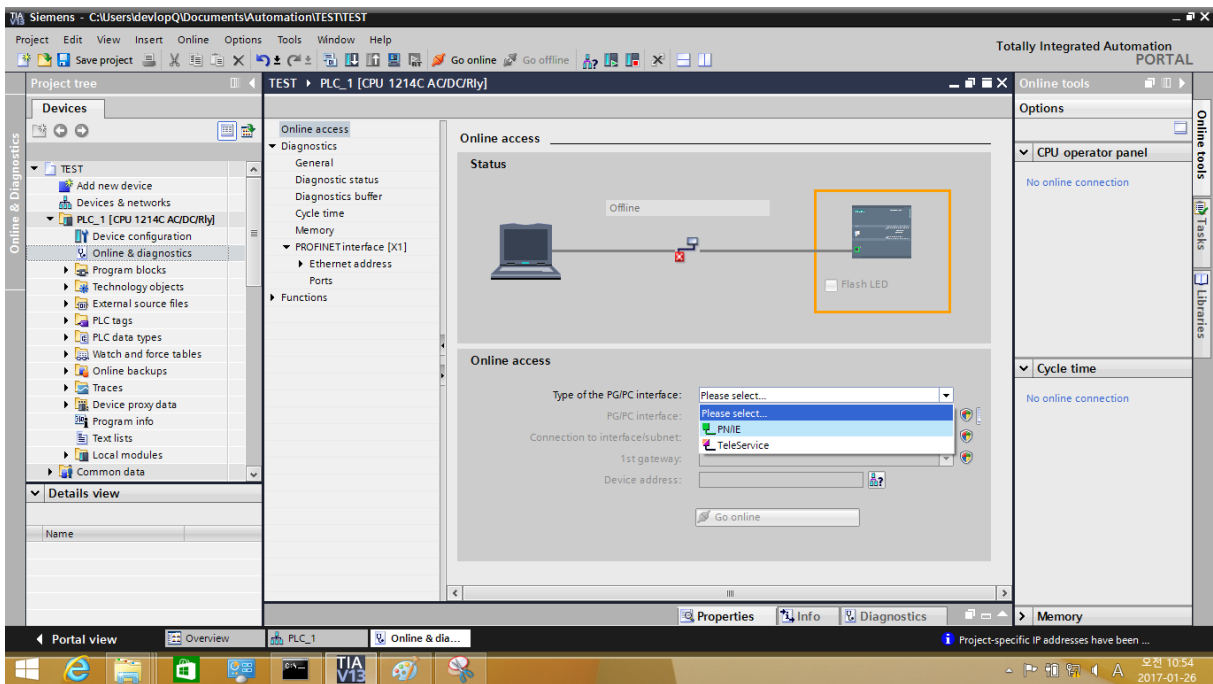 Siemens - C:\Users\devlopQ\Documents\Automation\TEST\TEST
Project Edit View Insert Online Options Tools Window Help
Totally Integrated Automation
PORTAL
Save project
Go online
Go offline
Project tree
TEST ▸ PLC_1 [CPU 1214C AC/DC/Rly]
Online tools
Devices
Options
Online & Diagnostics
TEST
Add new device
Devices & networks
PLC_1 [CPU 1214C AC/DC/Rly]
Device configuration
Online & diagnostics
Program blocks
Technology objects
External source files
PLC tags
PLC data types
Watch and force tables
Online backups
Traces
Device proxy data
Program info
Text lists
Local modules
Common data
Details view
Name
Online access
Diagnostics
General
Diagnostic status
Diagnostics buffer
Cycle time
Memory
PROFINET interface [X1]
Ethernet address
Ports
Functions
Online access
Status
Offline
Flash LED
Online access
Type of the PG/PC interface: Please select...
PG/PC interface:
Please select...
PN/IE
TeleService
Connection to interface/subnet:
1st gateway:
Device address:
Go online
CPU operator panel
No online connection
Cycle time
No online connection
Memory
Online tools
Tasks
Libraries
Properties
Info
Diagnostics
Portal view
Overview
PLC_1
Online & dia...
Project-specific IP addresses have been ...
TIA
V13
A
오전 10:54
2017-01-26